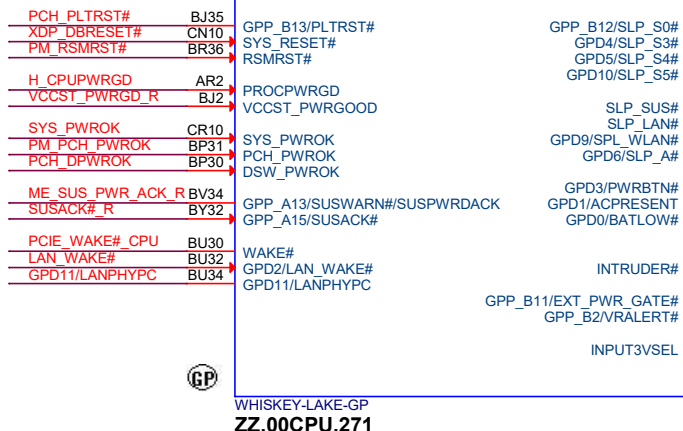 PCH_PLTRST# BJ35 GPP_B13/PLTRST# GPP_B12/SLP_S0#
XDP_DBRESET# CN10 SYS_RESET# GPD4/SLP_S3#
PM_RSMRST# BR36 RSMRST# GPD5/SLP_S4#
GPD10/SLP_S5#
H_CPUPWRGD AR2 PROCPWRGD
VCCST_PWRGD_R BJ2 VCCST_PWRGOOD SLP_SUS#
SLP_LAN#
SYS_PWROK CR10 SYS_PWROK GPD9/SPL_WLAN#
PM_PCH_PWROK BP31 PCH_PWROK GPD6/SLP_A#
PCH_DPWROK BP30 DSW_PWROK
GPD3/PWRBTN#
ME_SUS_PWR_ACK_R BV34 GPP_A13/SUSWARN#/SUSPWRDACK GPD1/ACPRESENT
SUSACK#_R BY32 GPP_A15/SUSACK# GPD0/BATLOW#
PCIE_WAKE#_CPU BU30 WAKE#
LAN_WAKE# BU32 GPD2/LAN_WAKE# INTRUDER#
GPD11/LANPHYPC BU34 GPD11/LANPHYPC
GPP_B11/EXT_PWR_GATE#
GPP_B2/VRALERT#
INPUT3VSEL
GP
WHISKEY-LAKE-GP
ZZ.00CPU.271